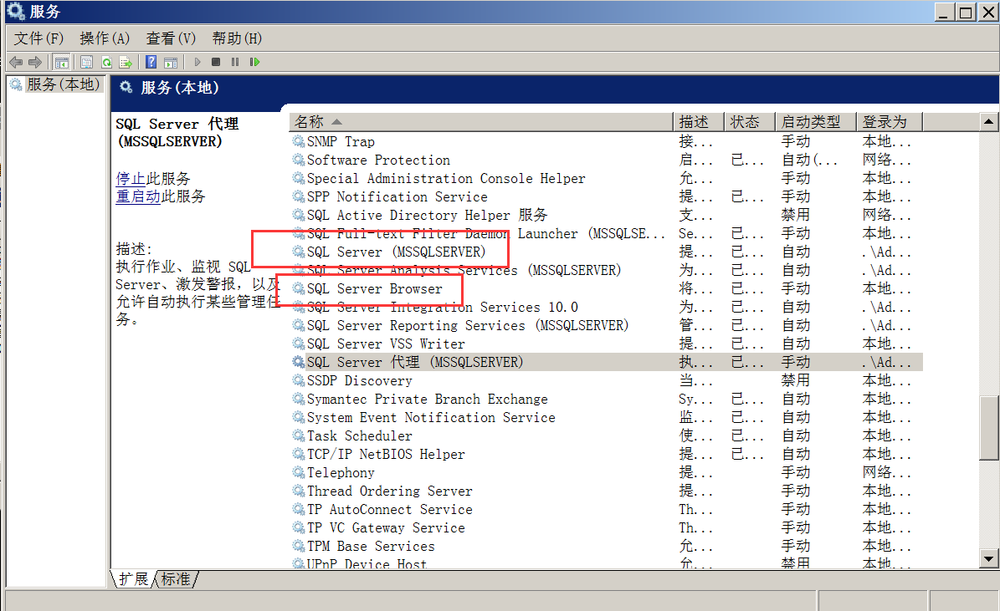 服务
文件(F) 操作(A) 查看(V) 帮助(H)
服务(本地)
服务(本地)
SQL Server 代理
(MSSQLSERVER)
停止此服务
重启动此服务
描述:
执行作业、监视 SQL
Server、激发警报，以及
允许自动执行某些管理任
务。
名称 描述 状态 启动类型 登录为
SNMP Trap 接... 手动 本地...
Software Protection 启... 已... 自动(... 网络...
Special Administration Console Helper 允... 手动 本地...
SPP Notification Service 提... 已... 手动 本地...
SQL Active Directory Helper 服务 支... 禁用 网络...
SQL Full-text Filter Daemon Launcher (MSSQLSE... Se... 已... 手动 本地...
SQL Server (MSSQLSERVER) 提... 已... 自动 .\Ad...
SQL Server Analysis Services (MSSQLSERVER) 为... 已... 自动 .\Ad...
SQL Server Browser 将... 已... 自动 本地...
SQL Server Integration Services 10.0 为... 已... 自动 .\Ad...
SQL Server Reporting Services (MSSQLSERVER) 管... 已... 自动 .\Ad...
SQL Server VSS Writer 提... 已... 自动 本地...
SQL Server 代理 (MSSQLSERVER) 执... 已... 手动 .\Ad...
SSDP Discovery 当... 禁用 本地...
Symantec Private Branch Exchange Sy... 已... 自动 本地...
System Event Notification Service 监... 已... 自动 本地...
Task Scheduler 使... 已... 自动 本地...
TCP/IP NetBIOS Helper 提... 已... 自动 本地...
Telephony 提... 手动 网络...
Thread Ordering Server 提... 手动 本地...
TP AutoConnect Service Th... 手动 本地...
TP VC Gateway Service Th... 手动 本地...
TPM Base Services 允... 手动 本地...
UPnP Device Host 允... 禁用 本地...
扩展 标准